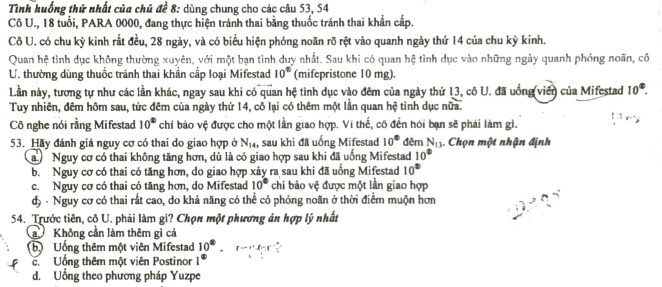 Tình huống thứ nhất của chủ đề 8: dùng chung cho các câu 53, 54
Cô U., 18 tuổi, PARA 0000, đang thực hiện tránh thai bằng thuốc tránh thai khẩn cấp.
Cô U. có chu kỳ kinh rất đều, 28 ngày, và có biểu hiện phóng noãn rõ rệt vào quanh ngày thứ 14 của chu kỳ kinh.
Quan hệ tình dục không thường xuyên, với một bạn tình duy nhất. Sau khi có quan hệ tình dục vào những ngày quanh phóng noãn, cô
U. thường dùng thuốc tránh thai khẩn cấp loại Mifestad 10® (mifepristone 10 mg).
Lần này, tương tự như các lần khác, ngay sau khi có quan hệ tình dục vào đêm của ngày thứ 13, cô U. đã uống viên của Mifestad 10®.
Tuy nhiên, đêm hôm sau, tức đêm của ngày thứ 14, cô lại có thêm một lần quan hệ tình dục nữa.
Cô nghe nói rằng Mifestad 10® chỉ bảo vệ được cho một lần giao hợp. Vì thế, cô đến hỏi bạn sẽ phải làm gì.
53. Hãy đánh giá nguy cơ có thai do giao hợp ở N14, sau khi đã uống Mifestad 10® đêm N13. Chọn một nhận định
a. Nguy cơ có thai không tăng hơn, dù là có giao hợp sau khi đã uống Mifestad 10®
b. Nguy cơ có thai có tăng hơn, do giao hợp xảy ra sau khi đã uống Mifestad 10®
c. Nguy cơ có thai có tăng hơn, do Mifestad 10® chỉ bảo vệ được một lần giao hợp
d. Nguy cơ có thai rất cao, do khả năng có thể có phóng noãn ở thời điểm muộn hơn
54. Trước tiên, cô U. phải làm gì? Chọn một phương án hợp lý nhất
a. Không cần làm thêm gì cả
b. Uống thêm một viên Mifestad 10®
c. Uống thêm một viên Postinor 1®
d. Uống theo phương pháp Yuzpe